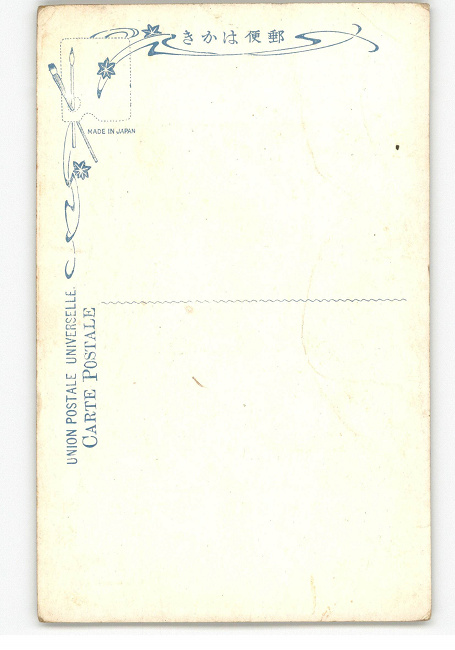 きかは便郵
MADE IN JAPAN
UNION POSTALE UNIVERSELLE.
CARTE POSTALE